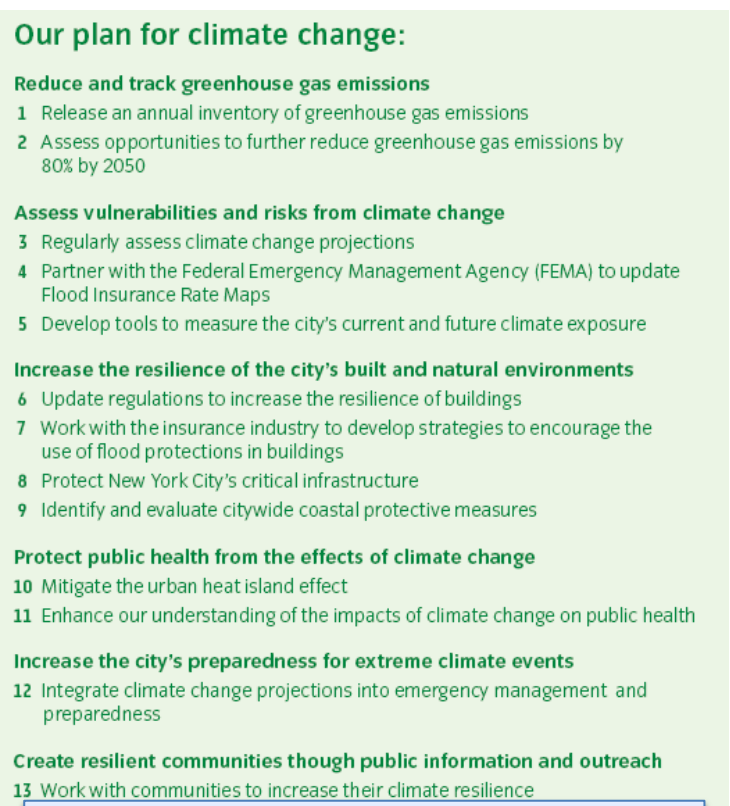 Our plan for climate change:
Reduce and track greenhouse gas emissions
1 Release an annual inventory of greenhouse gas emissions
2 Assess opportunities to further reduce greenhouse gas emissions by
80% by 2050
Assess vulnerabilities and risks from climate change
3 Regularly assess climate change projections
4 Partner with the Federal Emergency Management Agency (FEMA) to update
Flood Insurance Rate Maps
5 Develop tools to measure the city's current and future climate exposure
Increase the resilience of the city's built and natural environments
6 Update regulations to increase the resilience of buildings
7 Work with the insurance industry to develop strategies to encourage the
use of flood protections in buildings
8 Protect New York City's critical infrastructure
9 Identify and evaluate citywide coastal protective measures
Protect public health from the effects of climate change
10 Mitigate the urban heat island effect
11 Enhance our understanding of the impacts of climate change on public health
Increase the city's preparedness for extreme climate events
12 Integrate climate change projections into emergency management and
preparedness
Create resilient communities though public information and outreach
13 Work with communities to increase their climate resilience